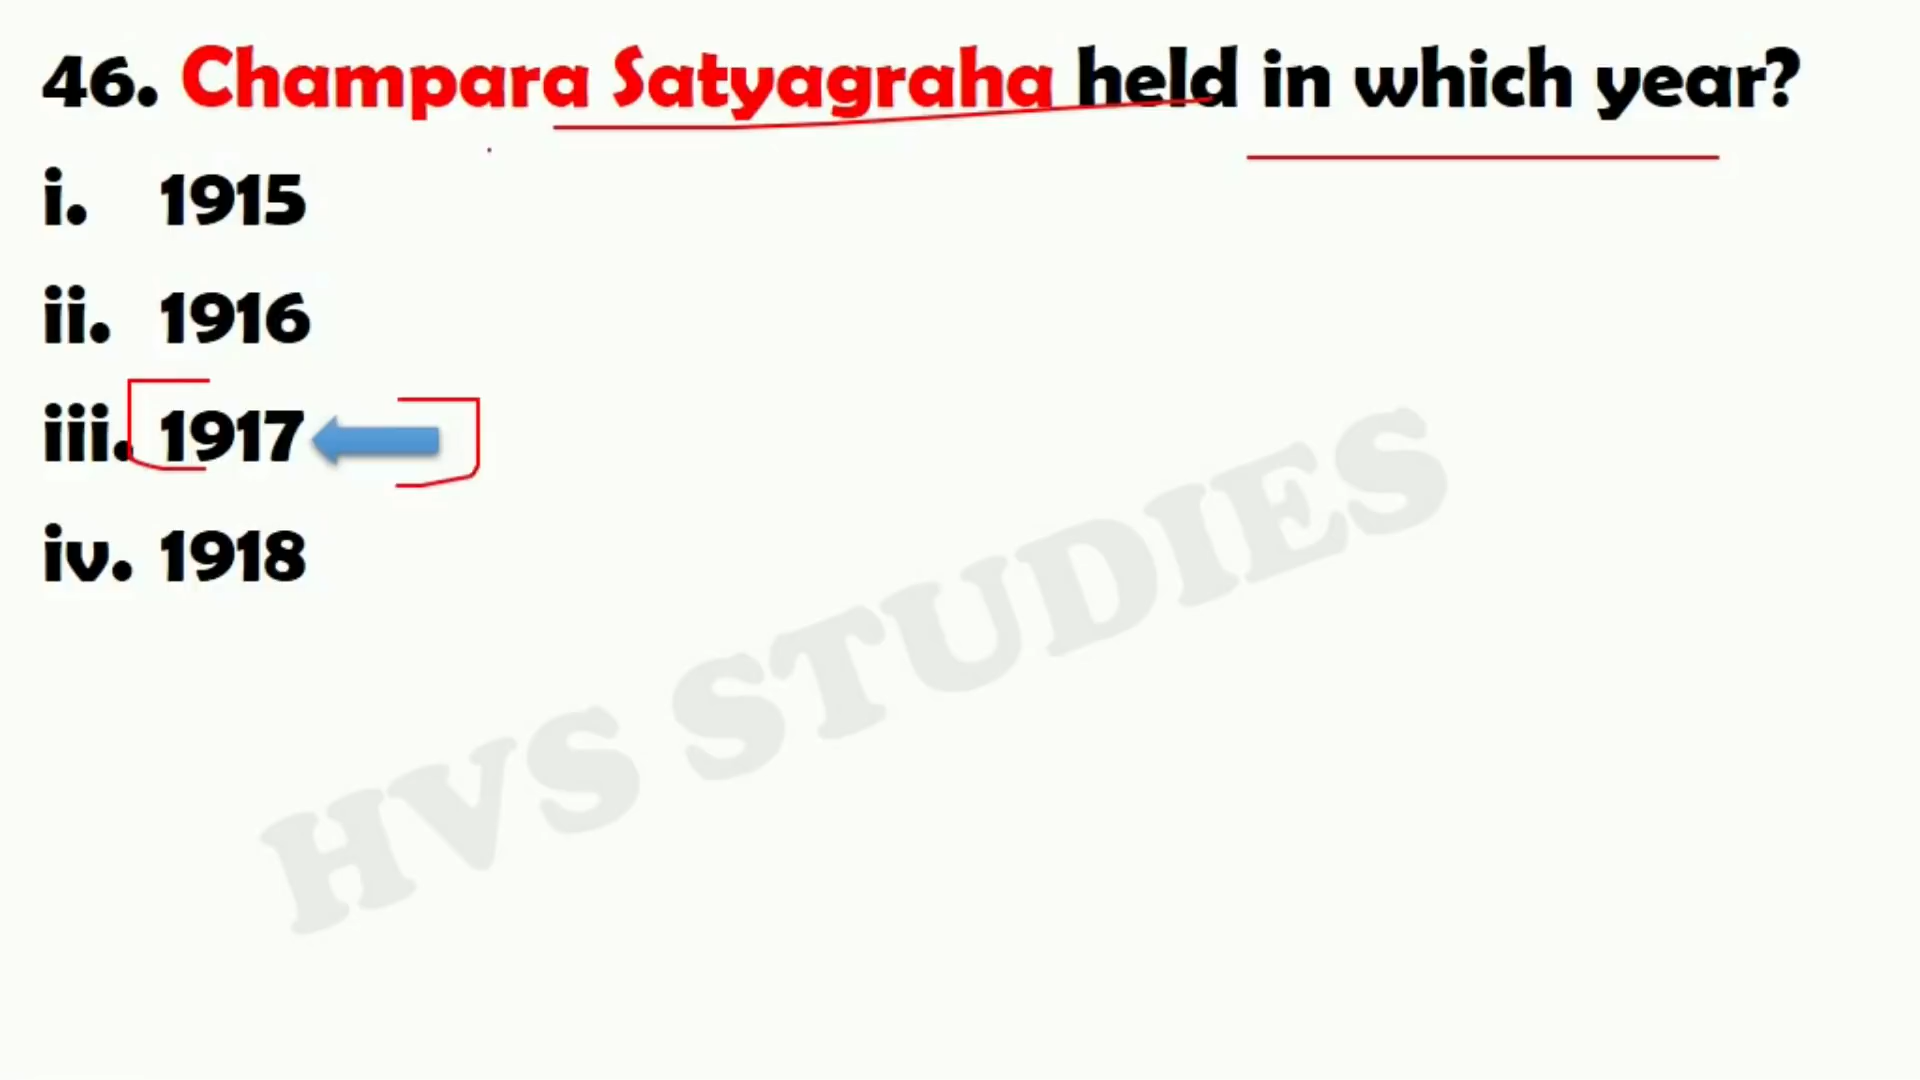 46. Champara Satyagraha held in which year?
i. 1915
ii. 1916
iii. 1917
iv. 1918
HVS STUDIES